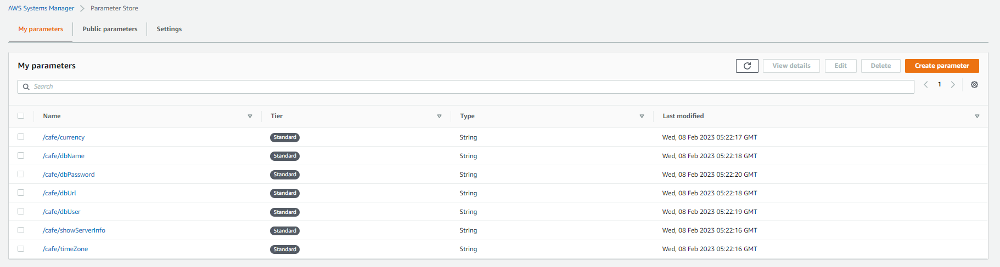 AWS Systems Manager > Parameter Store
My parameters Public parameters Settings
My parameters View details Edit Delete Create parameter
Search 1
Name Tier Type Last modified
/cafe/currency Standard String Wed, 08 Feb 2023 05:22:17 GMT
/cafe/dbName Standard String Wed, 08 Feb 2023 05:22:18 GMT
/cafe/dbPassword Standard String Wed, 08 Feb 2023 05:22:20 GMT
/cafe/dbUrl Standard String Wed, 08 Feb 2023 05:22:18 GMT
/cafe/dbUser Standard String Wed, 08 Feb 2023 05:22:19 GMT
/cafe/showServerInfo Standard String Wed, 08 Feb 2023 05:22:16 GMT
/cafe/timeZone Standard String Wed, 08 Feb 2023 05:22:16 GMT